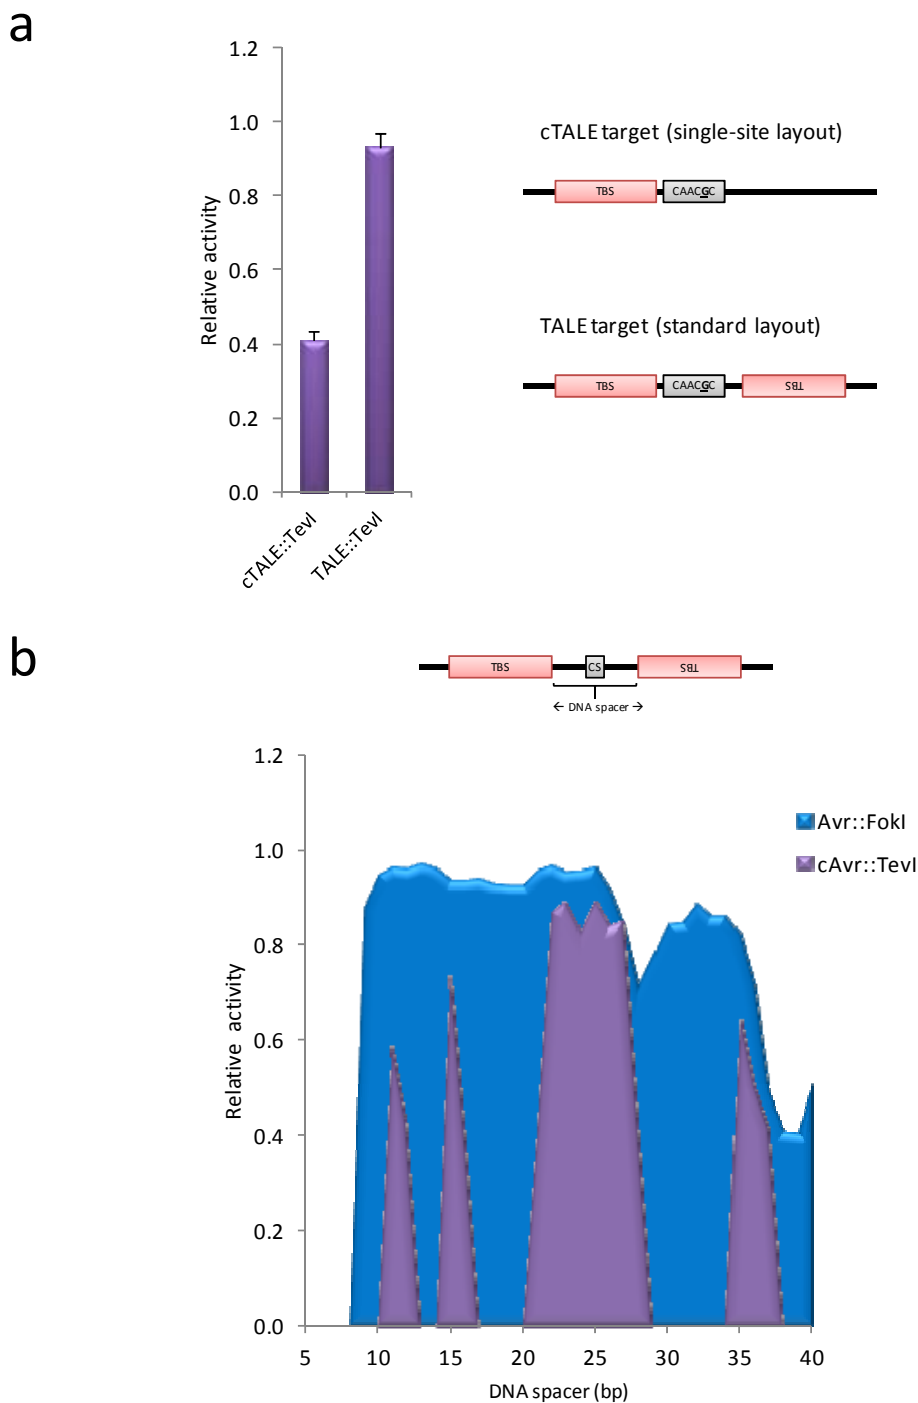 a
1.2
1.0
0.8
0.6
0.4
0.2
0.0
Relative activity
cTALE::TevI
TALE::TevI
cTALE target (single-site layout)
TBS
CAACGC
TALE target (standard layout)
TBS
CAACGC
TBS
b
TBS
CS
TBS
← DNA spacer →
1.2
1.0
0.8
0.6
0.4
0.2
0.0
Relative activity
5
10
15
20
25
30
35
40
DNA spacer (bp)
Avr::FokI
cAvr::TevI